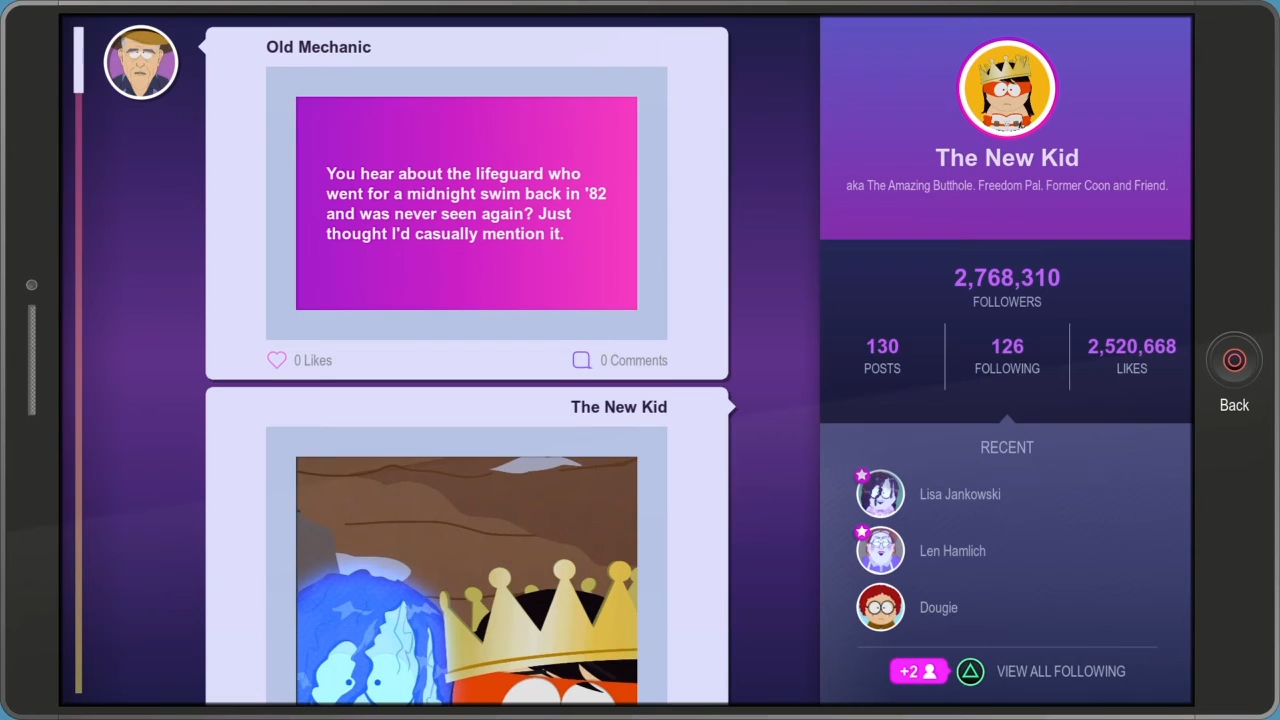 Old Mechanic
You hear about the lifeguard who
went for a midnight swim back in '82
and was never seen again? Just
thought I'd casually mention it.
0 Likes
0 Comments
The New Kid
The New Kid
aka The Amazing Butthole. Freedom Pal. Former Coon and Friend.
2,768,310
FOLLOWERS
130
POSTS
126
FOLLOWING
2,520,668
LIKES
RECENT
Lisa Jankowski
Len Hamlich
Dougie
+2
VIEW ALL FOLLOWING
Back